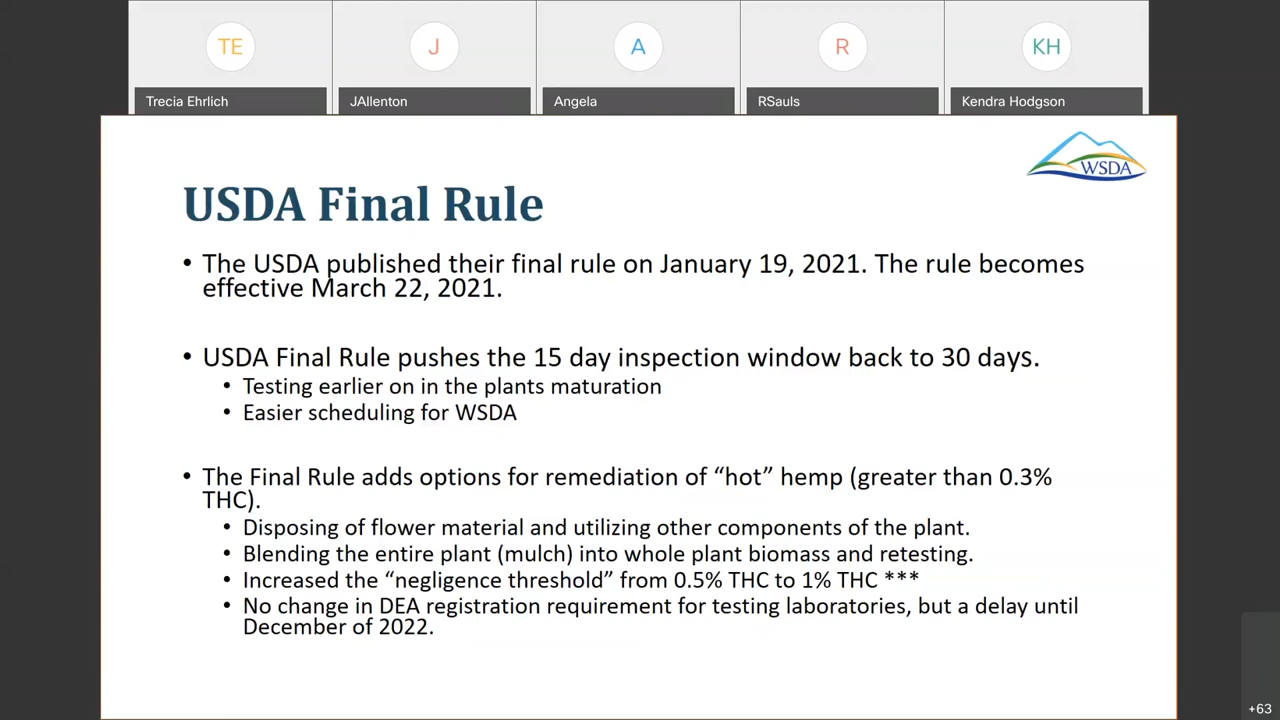 TE
J
A
R
KH
Trecia Ehrlich
JAllenton
Angela
RSauls
Kendra Hodgson
WSDA
USDA Final Rule
• The USDA published their final rule on January 19, 2021. The rule becomes
effective March 22, 2021.
• USDA Final Rule pushes the 15 day inspection window back to 30 days.
• Testing earlier on in the plants maturation
• Easier scheduling for WSDA
• The Final Rule adds options for remediation of “hot” hemp (greater than 0.3%
THC).
• Disposing of flower material and utilizing other components of the plant.
• Blending the entire plant (mulch) into whole plant biomass and retesting.
• Increased the “negligence threshold” from 0.5% THC to 1% THC ***
• No change in DEA registration requirement for testing laboratories, but a delay until
December of 2022.
+63